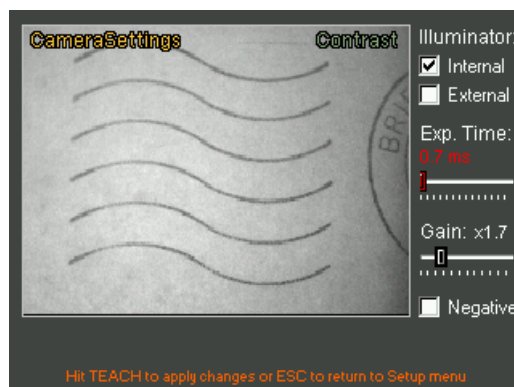 CameraSettings
Contrast
Illuminator:
Internal
External
Exp. Time:
0.7 ms
Gain: x1.7
Negative
BRI
Hit TEACH to apply changes or ESC to return to Setup menu